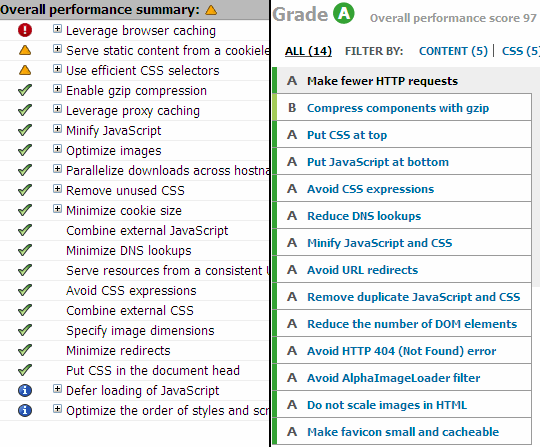 Overall performance summary:
Leverage browser caching
Serve static content from a cookiele
Use efficient CSS selectors
Enable gzip compression
Leverage proxy caching
Minify JavaScript
Optimize images
Parallelize downloads across hostna
Remove unused CSS
Minimize cookie size
Combine external JavaScript
Minimize DNS lookups
Serve resources from a consistent U
Avoid CSS expressions
Combine external CSS
Specify image dimensions
Minimize redirects
Put CSS in the document head
Defer loading of JavaScript
Optimize the order of styles and scr
Grade A Overall performance score 97
ALL (14) FILTER BY: CONTENT (5) | CSS (5)
A Make fewer HTTP requests
B Compress components with gzip
A Put CSS at top
A Put JavaScript at bottom
A Avoid CSS expressions
A Reduce DNS lookups
A Minify JavaScript and CSS
A Avoid URL redirects
A Remove duplicate JavaScript and CSS
A Reduce the number of DOM elements
A Avoid HTTP 404 (Not Found) error
A Avoid AlphaImageLoader filter
A Do not scale images in HTML
A Make favicon small and cacheable